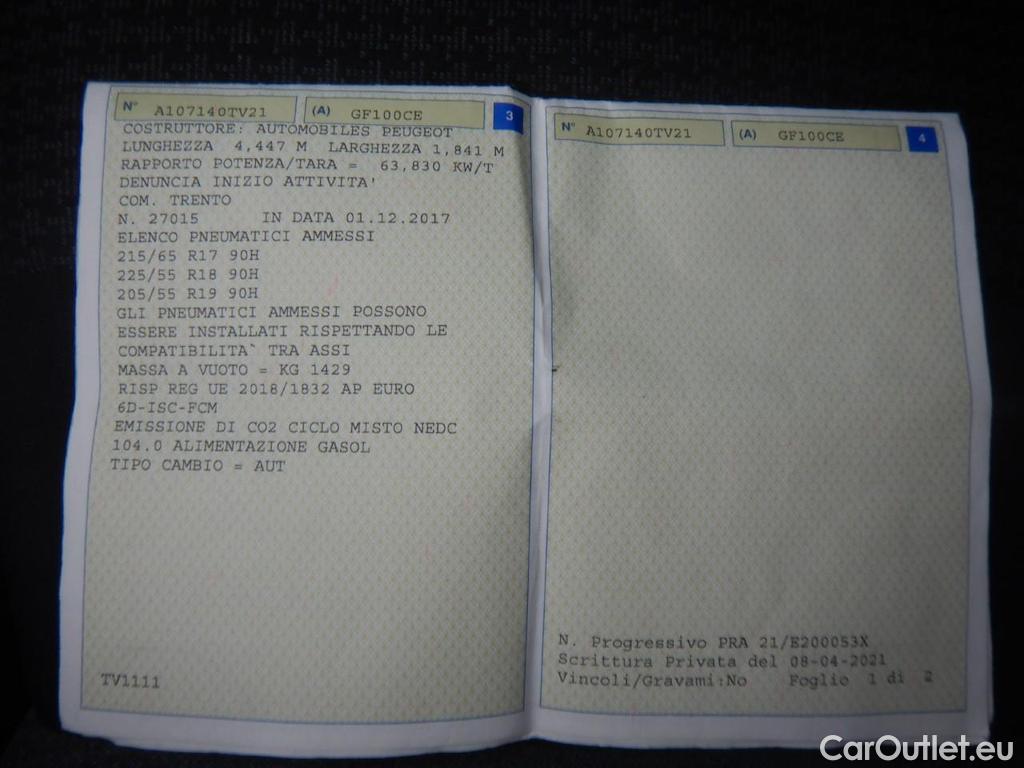 N° A107140TV21 (A) GF100CE 3
COSTRUTTORE: AUTOMOBILES PEUGEOT
LUNGHEZZA 4,447 M LARGHEZZA 1,841 M
RAPPORTO POTENZA/TARA = 63,830 KW/T
DENUNCIA INIZIO ATTIVITA'
COM. TRENTO
N. 27015 IN DATA 01.12.2017
ELENCO PNEUMATICI AMMESSI
215/65 R17 90H
225/55 R18 90H
205/55 R19 90H
GLI PNEUMATICI AMMESSI POSSONO
ESSERE INSTALLATI RISPETTANDO LE
COMPATIBILITA` TRA ASSI
MASSA A VUOTO = KG 1429
RISP REG UE 2018/1832 AP EURO
6D-ISC-FCM
EMISSIONE DI CO2 CICLO MISTO NEDC
104.0 ALIMENTAZIONE GASOL
TIPO CAMBIO = AUT
TV1111
N° A107140TV21 (A) GF100CE 4
N. Progressivo PRA 21/E200053X
Scrittura Privata del 08-04-2021
Vincoli/Gravami:No Foglio 1 di 2
CarOutlet.eu